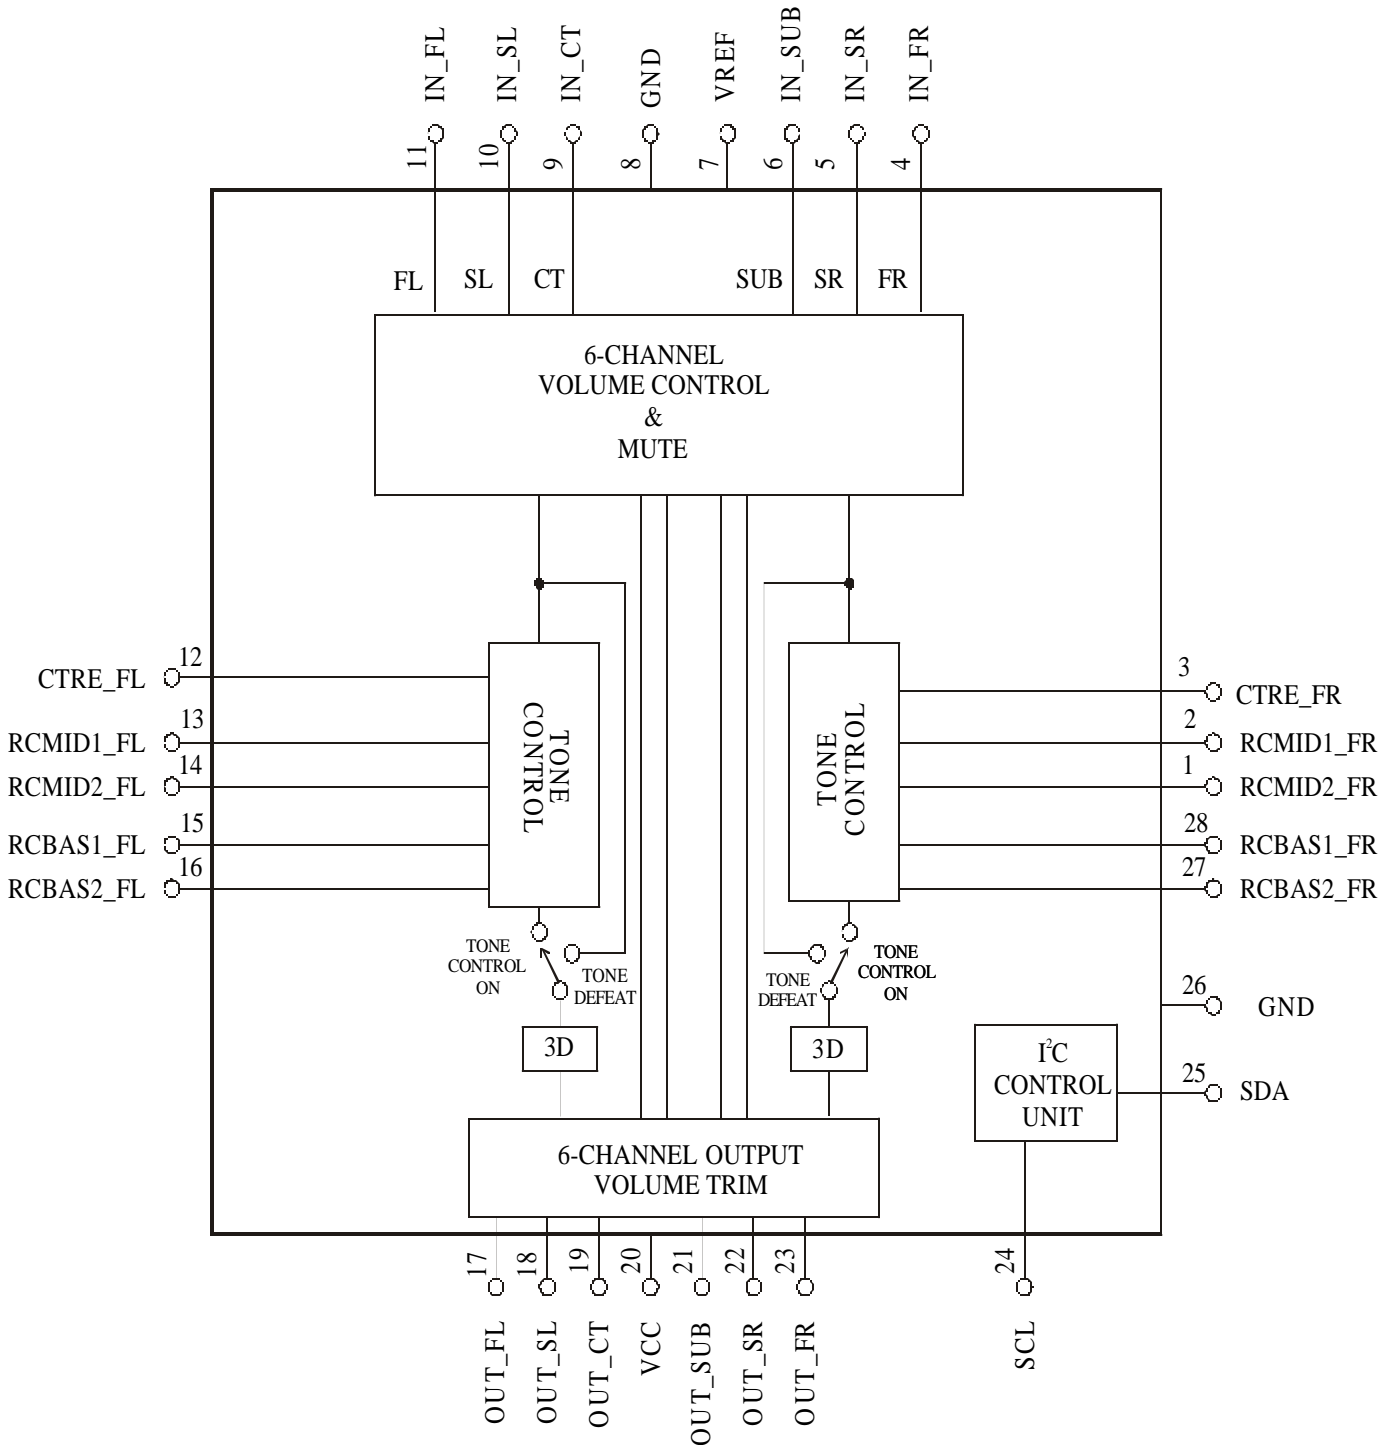 IN_FL
IN_SL
IN_CT
GND
VREF
IN_SUB
IN_SR
IN_FR
11
10
9
8
7
6
5
4
FL
SL
CT
SUB
SR
FR
6-CHANNEL
VOLUME CONTROL
&
MUTE
CTRE_FL
12
RCMID1_FL
13
RCMID2_FL
14
RCBAS1_FL
15
RCBAS2_FL
16
TONE
CONTROL
TONE
CONTROL
3
CTRE_FR
2
RCMID1_FR
1
RCMID2_FR
28
RCBAS1_FR
27
RCBAS2_FR
TONE
CONTROL
ON
TONE
DEFEAT
TONE
DEFEAT
TONE
CONTROL
ON
26
GND
3D
3D
I²C
CONTROL
UNIT
25
SDA
6-CHANNEL OUTPUT
VOLUME TRIM
17
18
19
20
21
22
23
24
OUT_FL
OUT_SL
OUT_CT
VCC
OUT_SUB
OUT_SR
OUT_FR
SCL